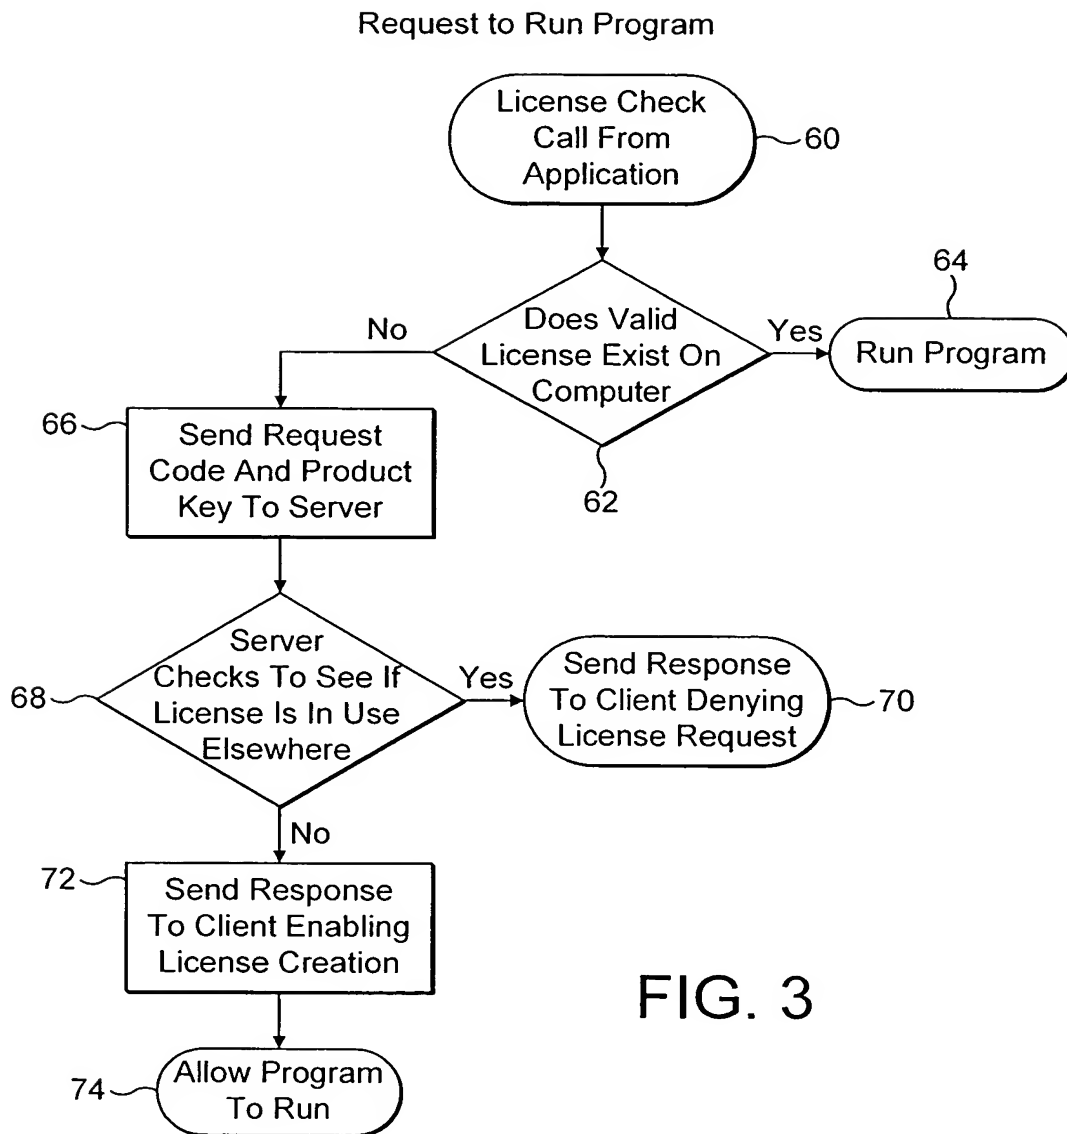 Request to Run Program
License Check
Call From
Application
60
64
No
Does Valid
License Exist On
Computer
Yes
Run Program
62
66
Send Request
Code And Product
Key To Server
68
Server
Checks To See If
License Is In Use
Elsewhere
Yes
Send Response
To Client Denying
License Request
70
No
72
Send Response
To Client Enabling
License Creation
FIG. 3
74
Allow Program
To Run